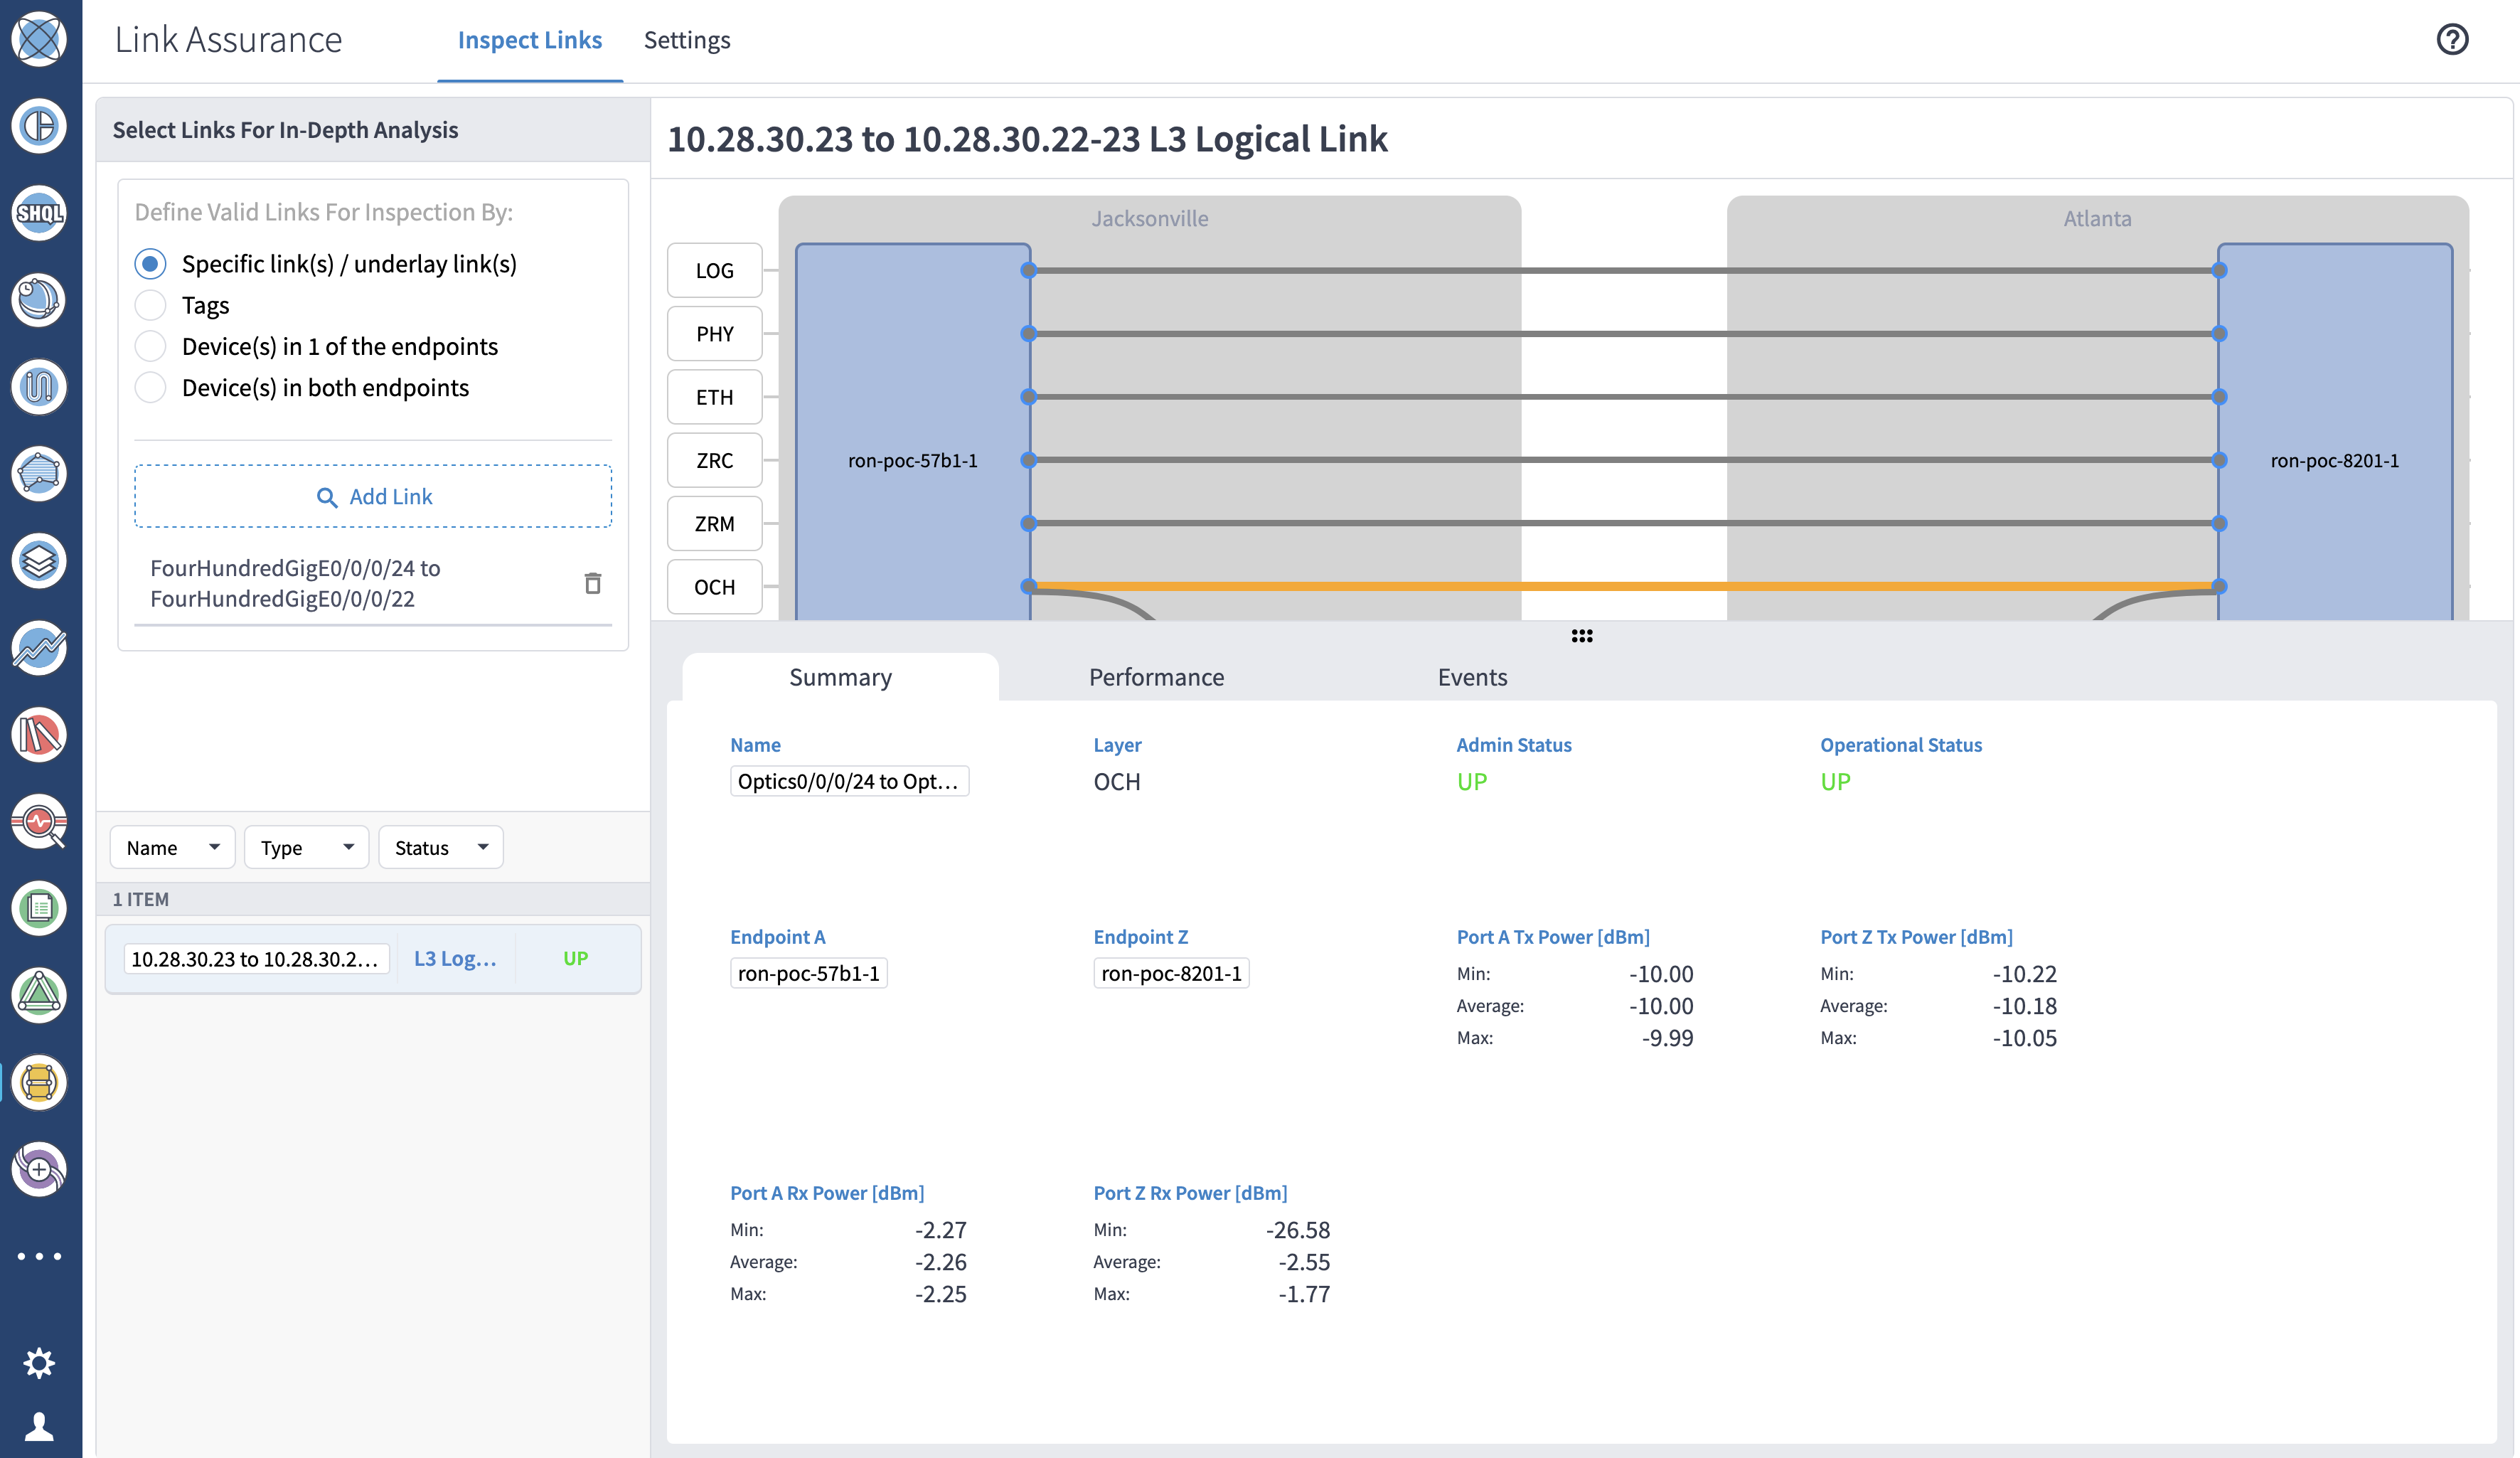 Link Assurance
Inspect Links
Settings
SHQL
Select Links For In-Depth Analysis
Define Valid Links For Inspection By:
Specific link(s) / underlay link(s)
Tags
Device(s) in 1 of the endpoints
Device(s) in both endpoints
Add Link
FourHundredGigE0/0/0/24 to
FourHundredGigE0/0/0/22
Name
Type
Status
1 ITEM
10.28.30.23 to 10.28.30.2...
L3 Log...
UP
10.28.30.23 to 10.28.30.22-23 L3 Logical Link
Jacksonville
Atlanta
LOG
PHY
ETH
ZRC
ZRM
OCH
ron-poc-57b1-1
ron-poc-8201-1
Summary
Performance
Events
Name
Optics0/0/0/24 to Opt...
Layer
OCH
Admin Status
UP
Operational Status
UP
Endpoint A
ron-poc-57b1-1
Endpoint Z
ron-poc-8201-1
Port A Tx Power [dBm]
Min: -10.00
Average: -10.00
Max: -9.99
Port Z Tx Power [dBm]
Min: -10.22
Average: -10.18
Max: -10.05
Port A Rx Power [dBm]
Min: -2.27
Average: -2.26
Max: -2.25
Port Z Rx Power [dBm]
Min: -26.58
Average: -2.55
Max: -1.77